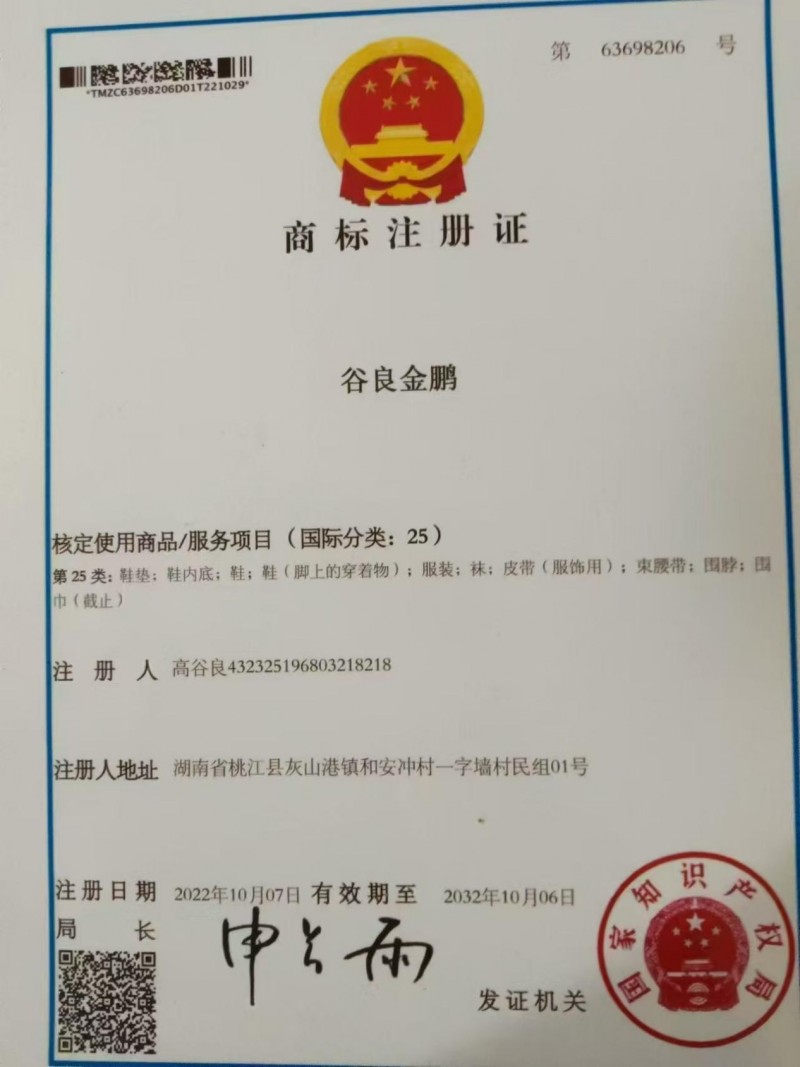 第 63698206 号
*TMZC63698206D01T221029*
商标注册证
谷良金鹏
核定使用商品/服务项目（国际分类：25）
第25类：鞋垫；鞋内底；鞋；鞋（脚上的穿着物）；服装；袜；皮带（服饰用）；束腰带；围脖；围
巾（截止）
注册人 高谷良432325196803218218
注册人地址 湖南省桃江县灰山港镇和安冲村一字墙村民组01号
注册日期 2022年10月07日 有效期至 2032年10月06日
局长 申长雨
发证机关
国家知识产权局